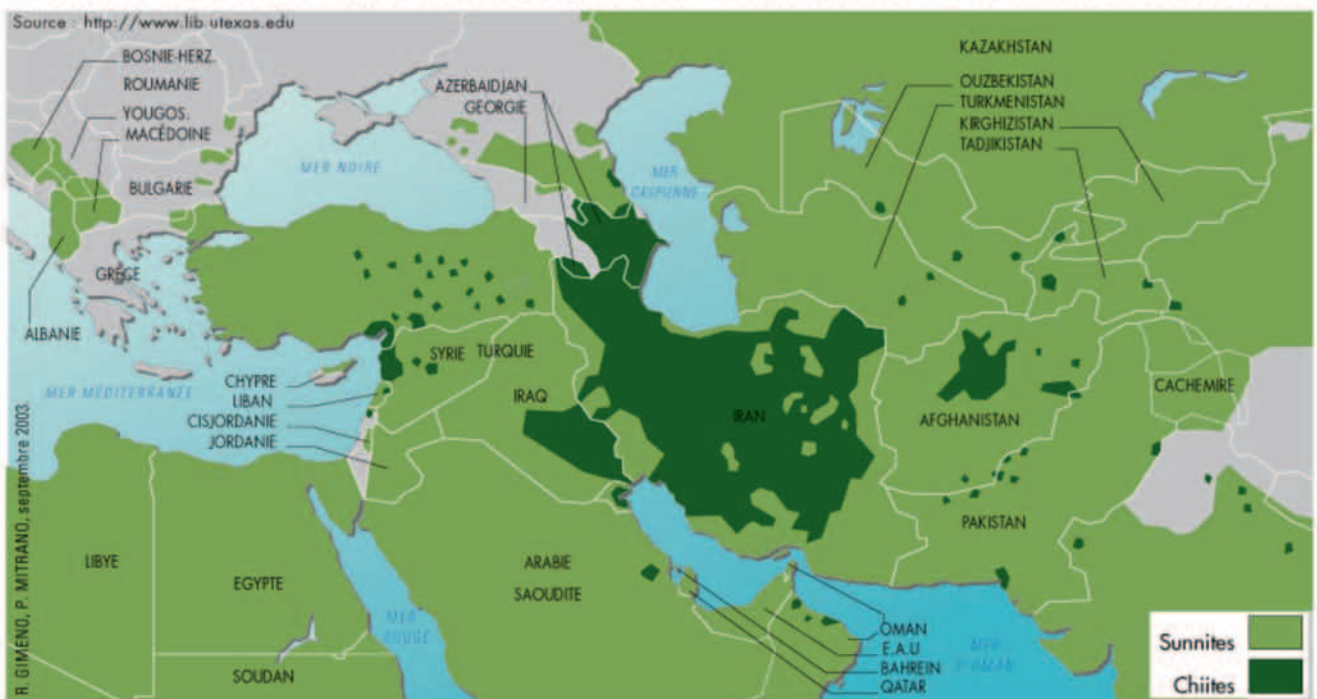 Source : http://www.lib.utexas.edu
BOSNIE-HERZ.
ROUMANIE
YOUGOS.
MACÉDOINE
BULGARIE
GRÈCE
ALBANIE
MER NOIRE
AZERBAIDJAN
GEORGIE
MER
CASPIENNE
KAZAKHSTAN
OUZBEKISTAN
TURKMENISTAN
KIRGHIZISTAN
TADJIKISTAN
MER MÉDITERRANÉE
CHYPRE
LIBAN
CISJORDANIE
JORDANIE
SYRIE
TURQUIE
IRAQ
IRAN
AFGHANISTAN
CACHEMIRE
PAKISTAN
LIBYE
EGYPTE
SOUDAN
MER
ROUGE
ARABIE
SAOUDITE
OMAN
E.A.U
BAHREIN
QATAR
MER
D'OMAN
Sunnites
Chiites
R. GIMENO, P. MITRANO, septembre 2003.